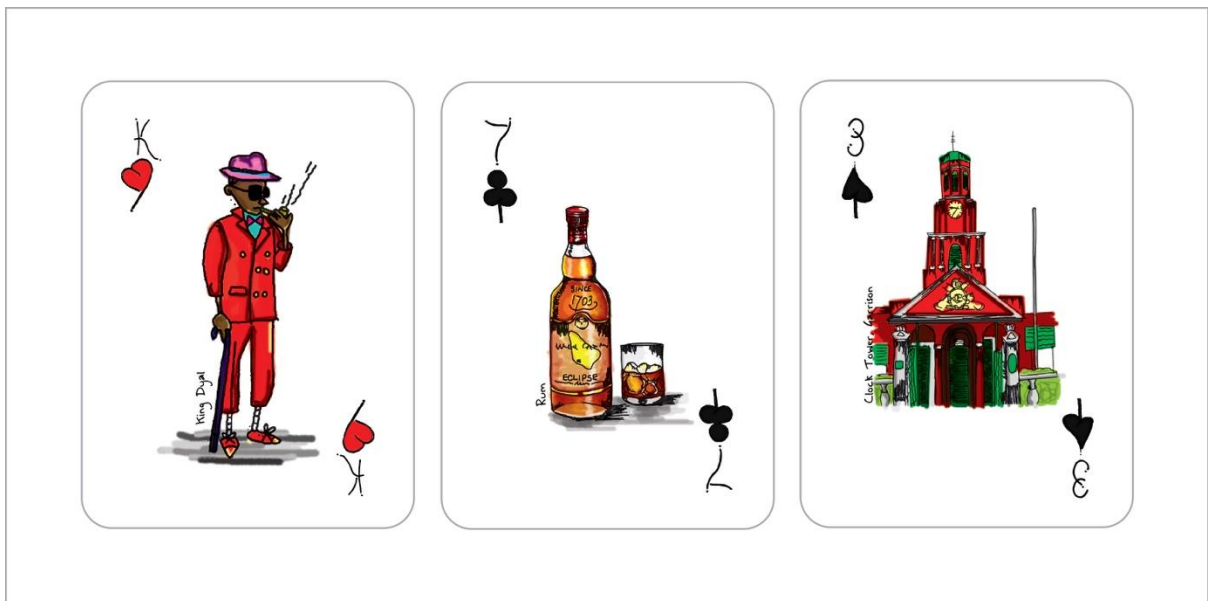 K
King Dyal
K
7
SINCE
1703
ECLIPSE
Rum
7
3
Clock Tower Garrison
3